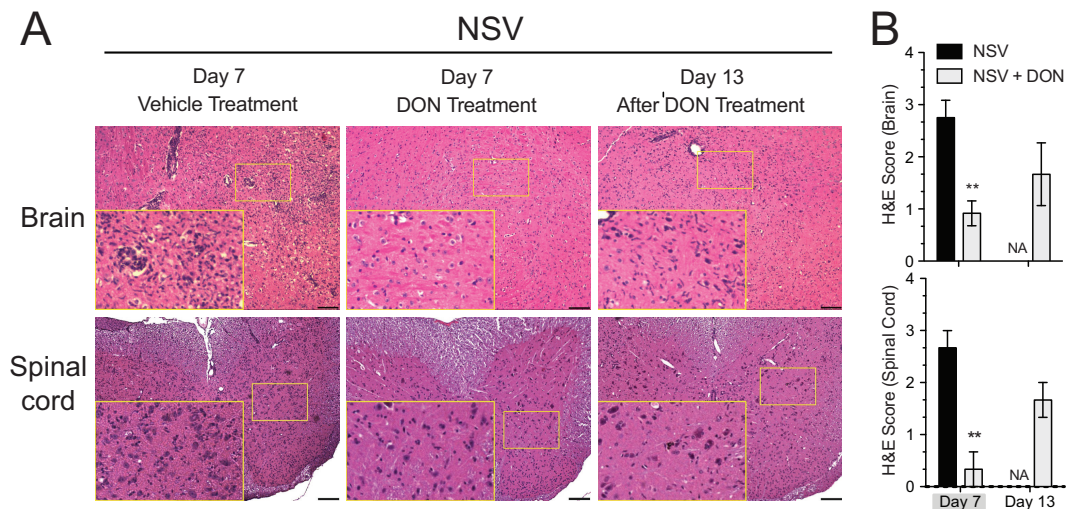 A
NSV
Day 7
Vehicle Treatment
Day 7
DON Treatment
Day 13
After DON Treatment
Brain
Spinal
cord
B
NSV
NSV + DON
H&E Score (Brain)
4
3
2
1
0
**
NA
H&E Score (Spinal Cord)
4
3
2
1
0
**
NA
Day 7
Day 13